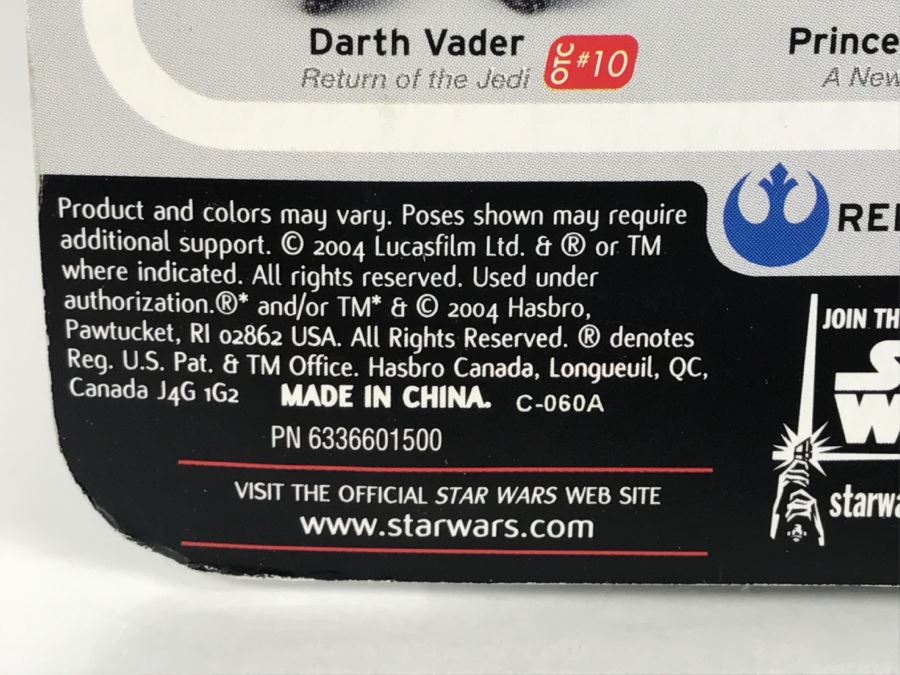 Darth Vader
Return of the Jedi
OTC #10
A New
Product and colors may vary. Poses shown may require
additional support. © 2004 Lucasfilm Ltd. & ® or TM
where indicated. All rights reserved. Used under
authorization.®* and/or TM* & © 2004 Hasbro,
Pawtucket, RI 02862 USA. All Rights Reserved. ® denotes
Reg. U.S. Pat. & TM Office. Hasbro Canada, Longueuil, QC,
Canada J4G 1G2 MADE IN CHINA. C-060A
PN 6336601500
VISIT THE OFFICIAL STAR WARS WEB SITE
www.starwars.com
JOIN